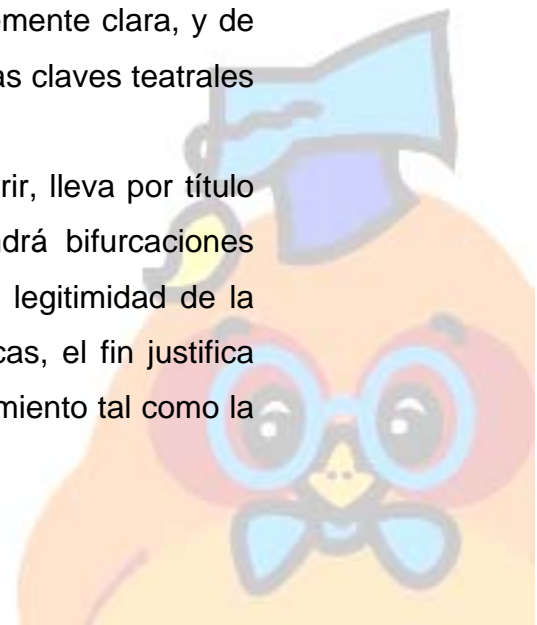 emente clara, y de
as claves teatrales
rir, lleva por título
ndrá bifurcaciones
legitimidad de la
cas, el fin justifica
miento tal como la